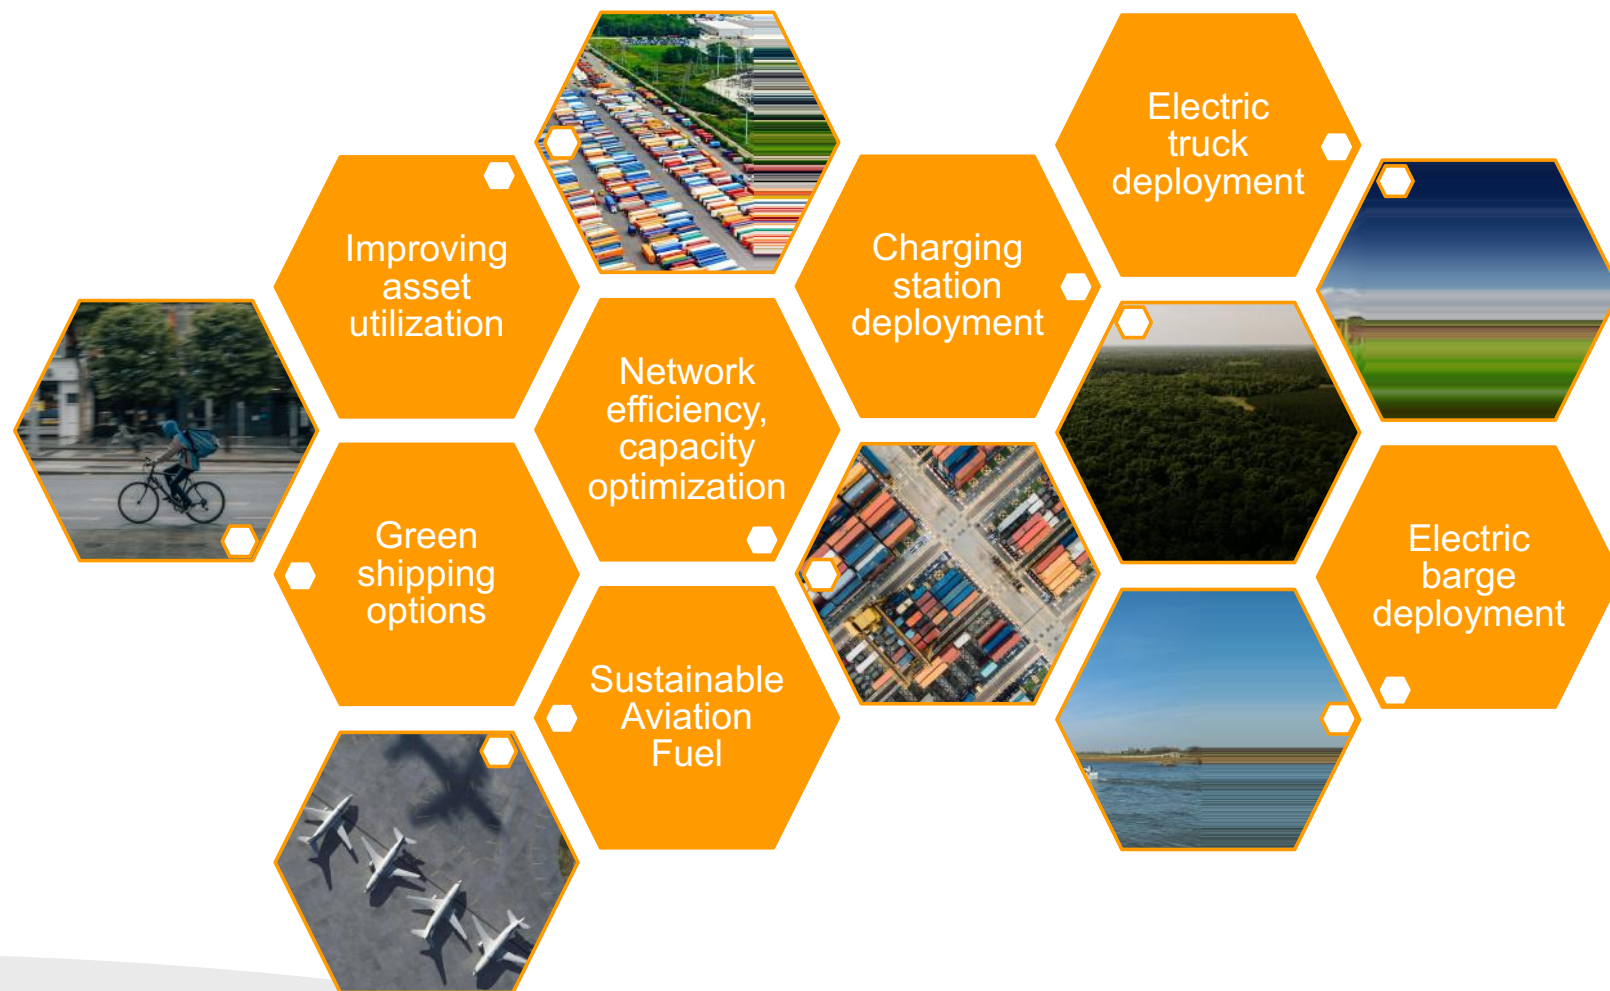 Improving
asset
utilization
Green
shipping
options
Network
efficiency,
capacity
optimization
Sustainable
Aviation
Fuel
Charging
station
deployment
Electric
truck
deployment
Electric
barge
deployment